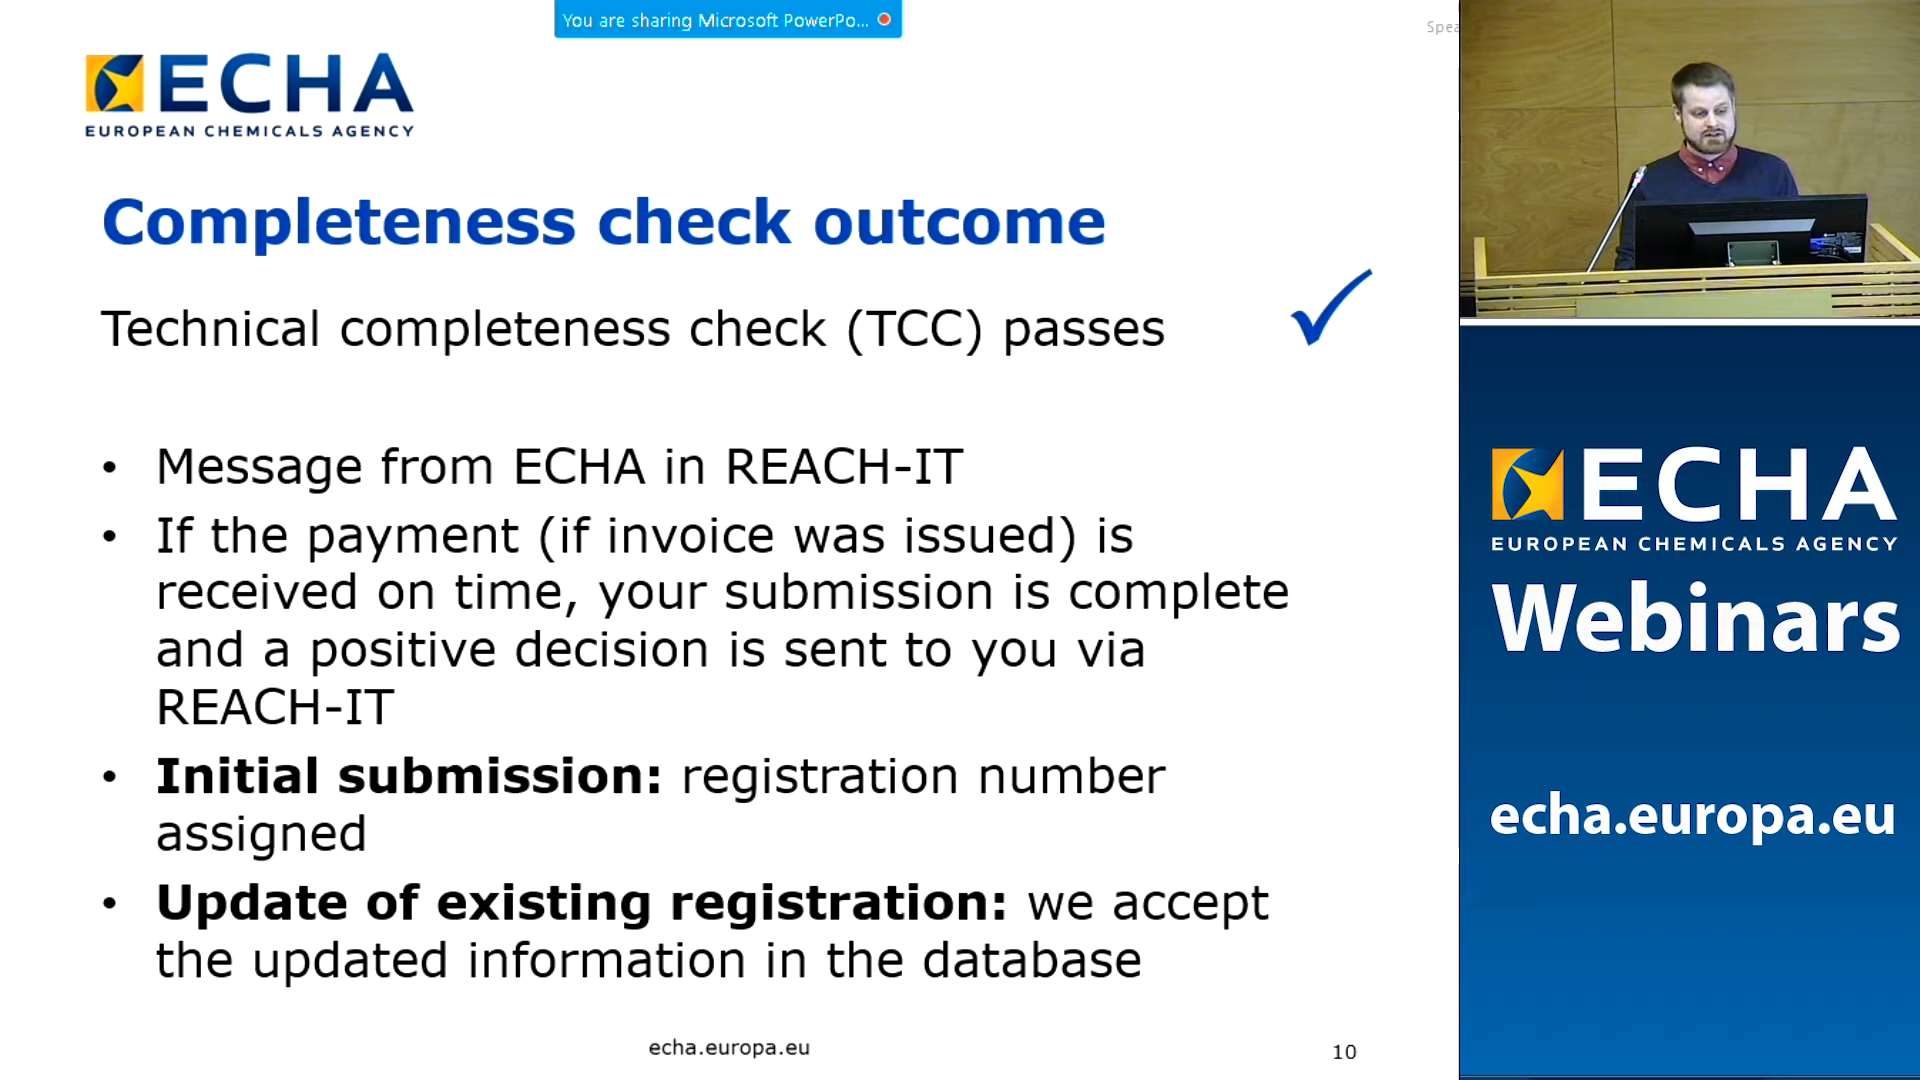 You are sharing Microsoft PowerPo...
Spea
ECHA
EUROPEAN CHEMICALS AGENCY
Completeness check outcome
Technical completeness check (TCC) passes
• Message from ECHA in REACH-IT
• If the payment (if invoice was issued) is
received on time, your submission is complete
and a positive decision is sent to you via
REACH-IT
• Initial submission: registration number
assigned
• Update of existing registration: we accept
the updated information in the database
echa.europa.eu
10
ECHA
EUROPEAN CHEMICALS AGENCY
Webinars
echa.europa.eu